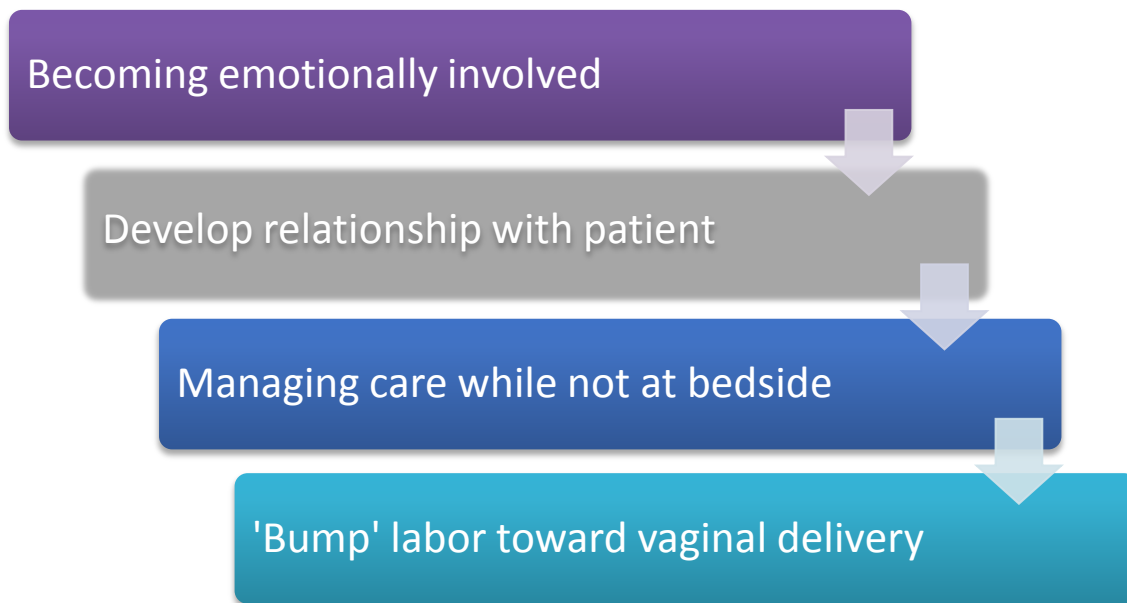 Becoming emotionally involved
Develop relationship with patient
Managing care while not at bedside
'Bump' labor toward vaginal delivery